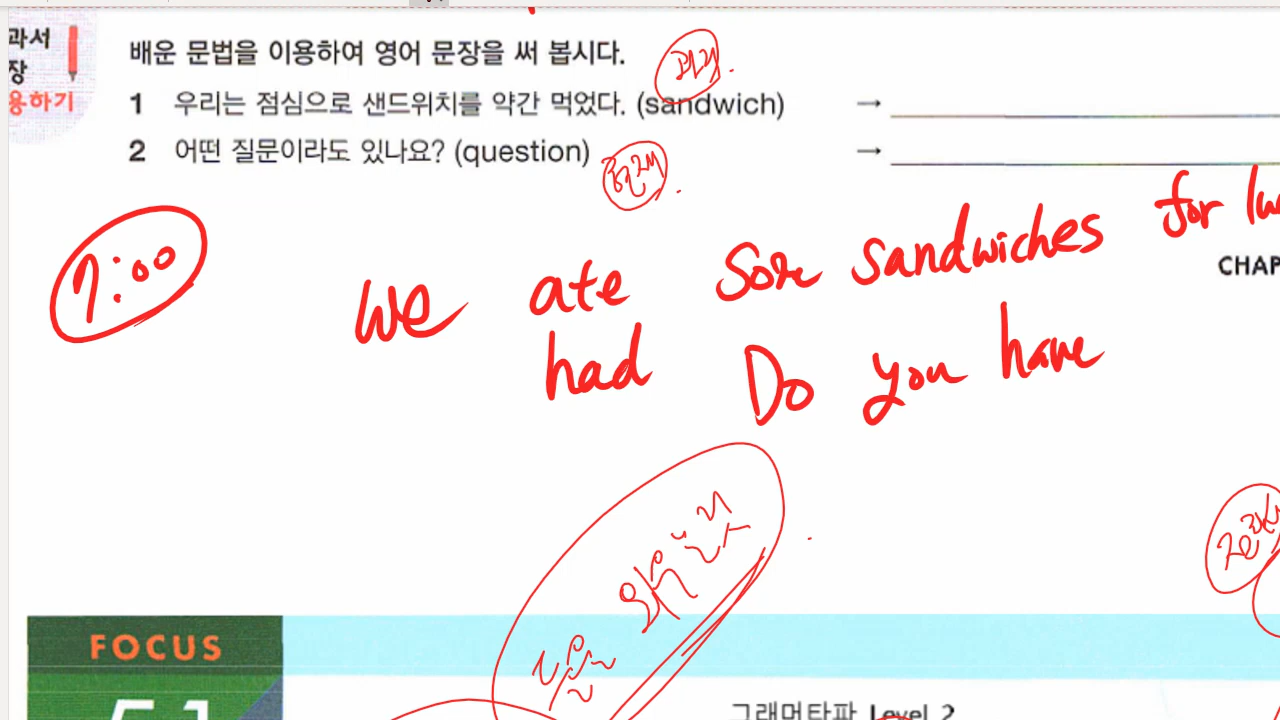 과서
장
용하기
배운 문법을 이용하여 영어 문장을 써 봅시다.
과거.
1 우리는 점심으로 샌드위치를 약간 먹었다. (sandwich) →
2 어떤 질문이라도 있나요? (question) →
현재.
7:00
We ate some sandwiches for lu
had
Do you have
CHAP
FOCUS
51
그래머타파 Level 2